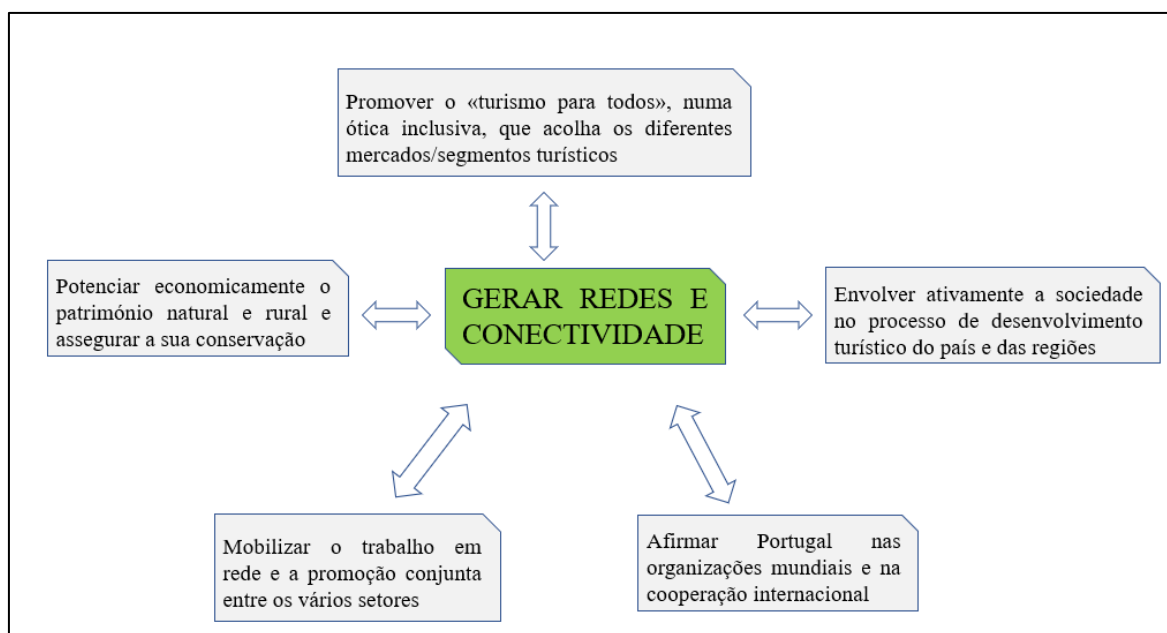 Promover o «turismo para todos», numa
ótica inclusiva, que acolha os diferentes
mercados/segmentos turísticos
Potenciar economicamente o
património natural e rural e
assegurar a sua conservação
GERAR REDES E
CONECTIVIDADE
Envolver ativamente a sociedade
no processo de desenvolvimento
turístico do país e das regiões
Mobilizar o trabalho em
rede e a promoção conjunta
entre os vários setores
Afirmar Portugal nas
organizações mundiais e na
cooperação internacional